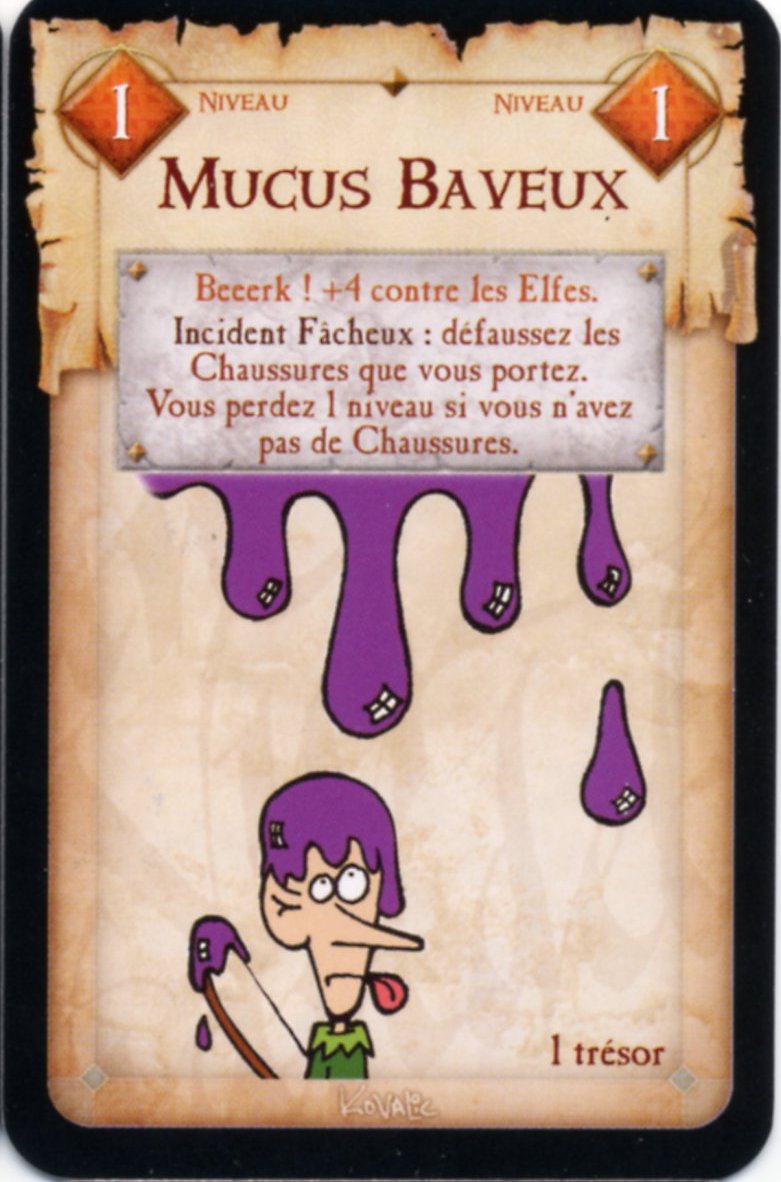 1 Niveau Niveau 1
Mucus Baveux
Beeerk ! +4 contre les Elfes.
Incident Fâcheux : défaussez les
Chaussures que vous portez.
Vous perdez 1 niveau si vous n'avez
pas de Chaussures.
1 trésor
Kovalic